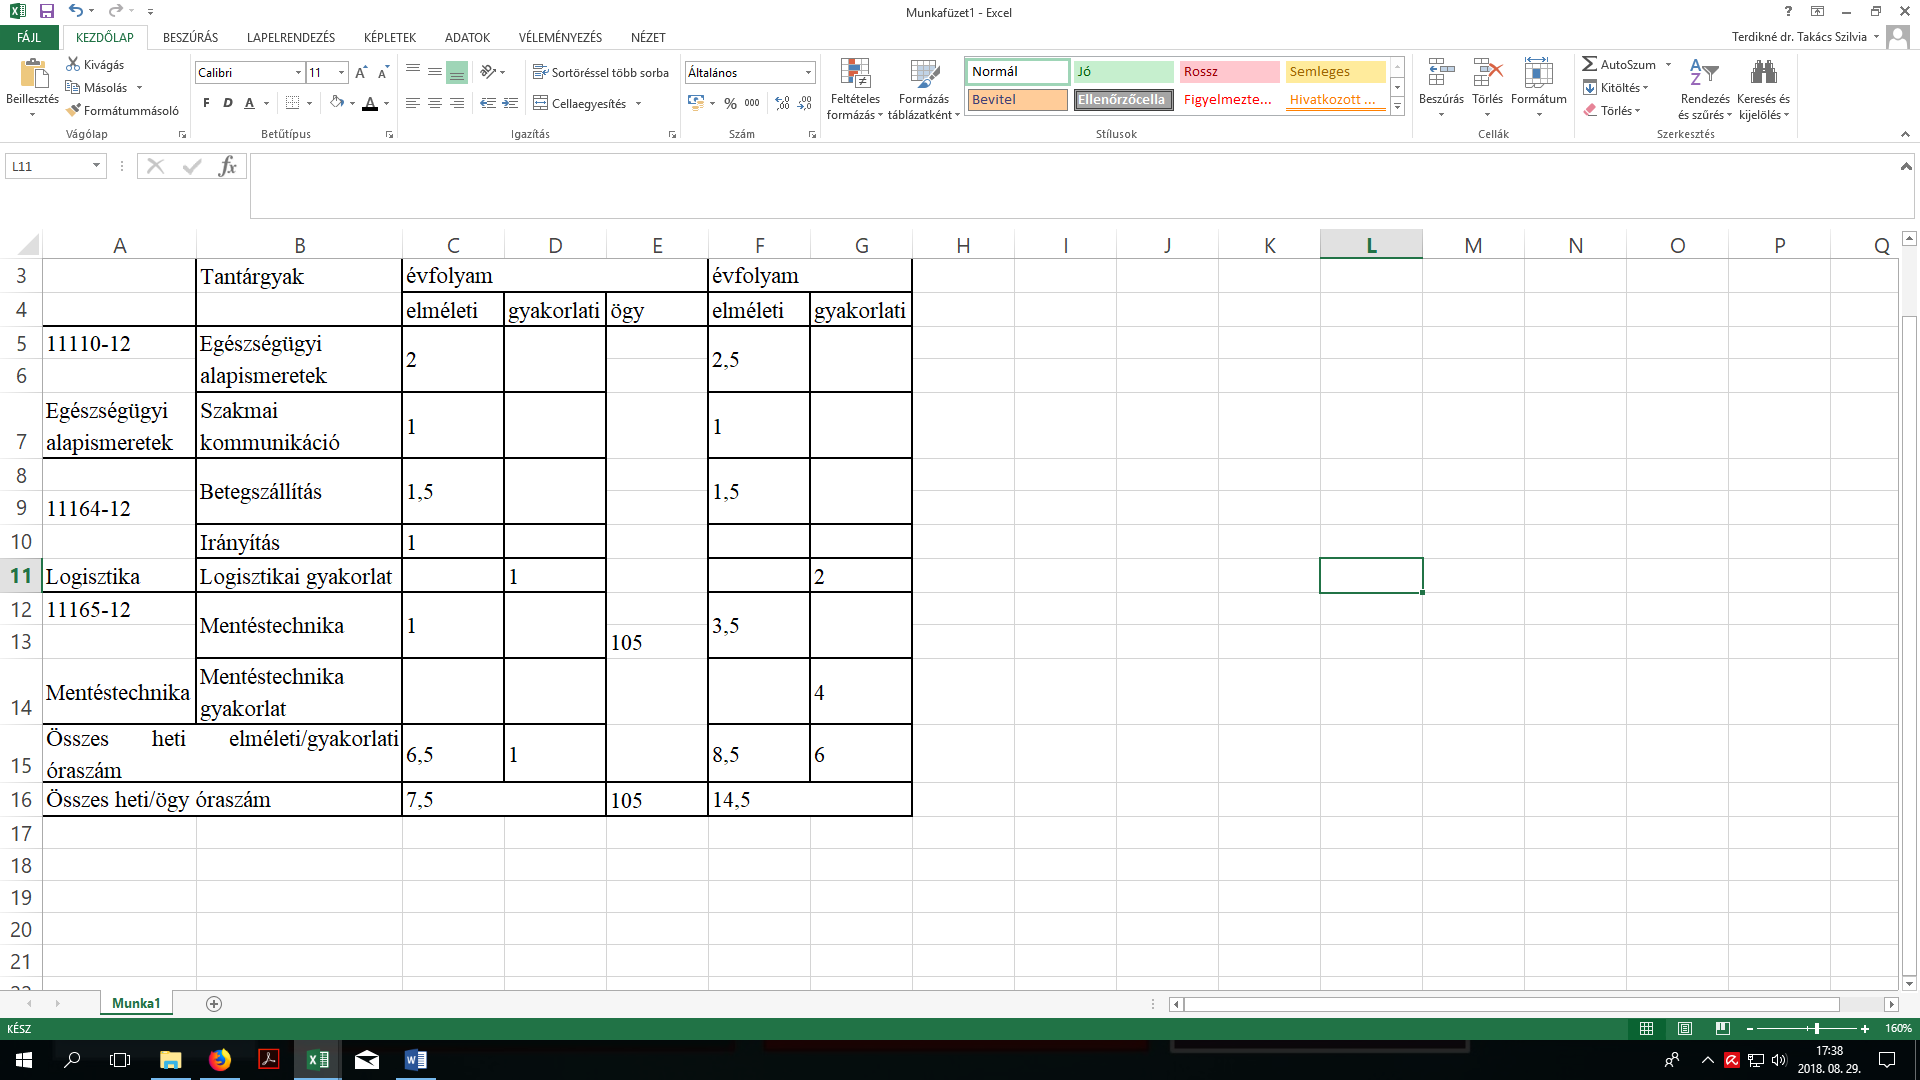 Munkafüzet1 - Excel
FÁJL KEZDŐLAP BESZÚRÁS LAPELRENDEZÉS KÉPLETEK ADATOK VÉLEMÉNYEZÉS NÉZET
Terdikné dr. Takács Szilvia
Beillesztés
Kivágás
Másolás
Formátummásoló
Vágólap
Calibri 11
F D A
Betűtípus
Sortöréssel több sorba
Cellaegyesítés
Igazítás
Általános
% 000
Szám
Feltételes formázás
Formázás táblázatként
Normál Jó Rossz Semleges
Bevitel Ellenőrzőcella Figyelmezte... Hivatkozott ...
Stílusok
Beszúrás Törlés Formátum
Cellák
AutoSzum
Kitöltés
Törlés
Rendezés és szűrés
Keresés és kijelölés
Szerkesztés
L11
fx
A B C D E F G H I J K L M N O P Q
3 Tantárgyak évfolyam évfolyam
4 elméleti gyakorlati ögy elméleti gyakorlati
5 11110-12 Egészségügyi
6 alapismeretek 2 2,5
Egészségügyi Szakmai
7 alapismeretek kommunikáció 1 1
8
Betegszállítás 1,5 1,5
9 11164-12
10 Irányítás 1
11 Logisztika Logisztikai gyakorlat 1 2
12 11165-12
Mentéstechnika 1 3,5
13 105
Mentéstechnika Mentéstechnika
14 gyakorlat 4
Összes heti elméleti/gyakorlati
15 óraszám 6,5 1 8,5 6
16 Összes heti/ögy óraszám 7,5 105 14,5
17
18
19
20
21
22
Munka1
KÉSZ
160%
17:38
2018. 08. 29.